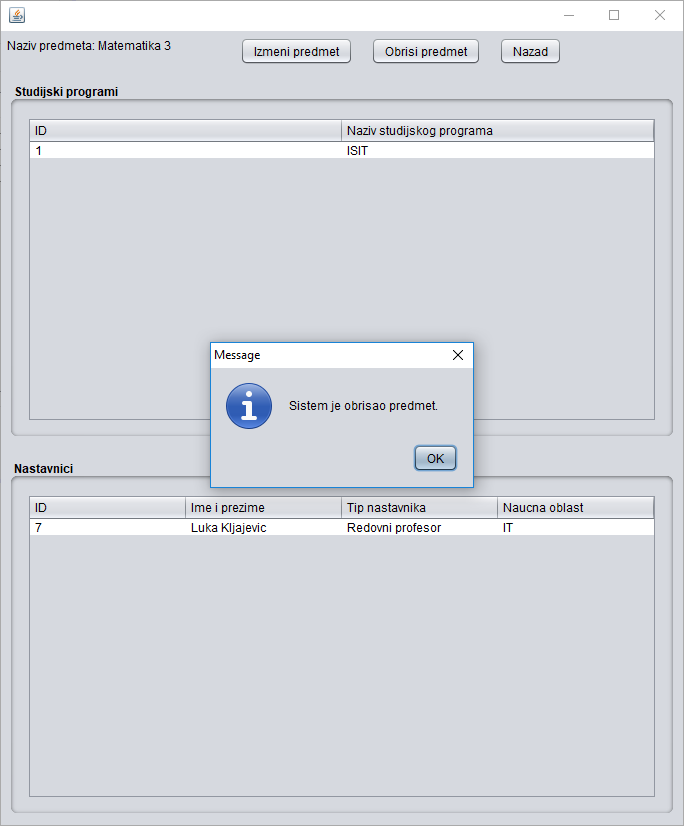 Naziv predmeta: Matematika 3
Izmeni predmet
Obrisi predmet
Nazad
Studijski programi
ID Naziv studijskog programa
1 ISIT
Message
Sistem je obrisao predmet.
OK
Nastavnici
ID Ime i prezime Tip nastavnika Naucna oblast
7 Luka Kljajevic Redovni profesor IT